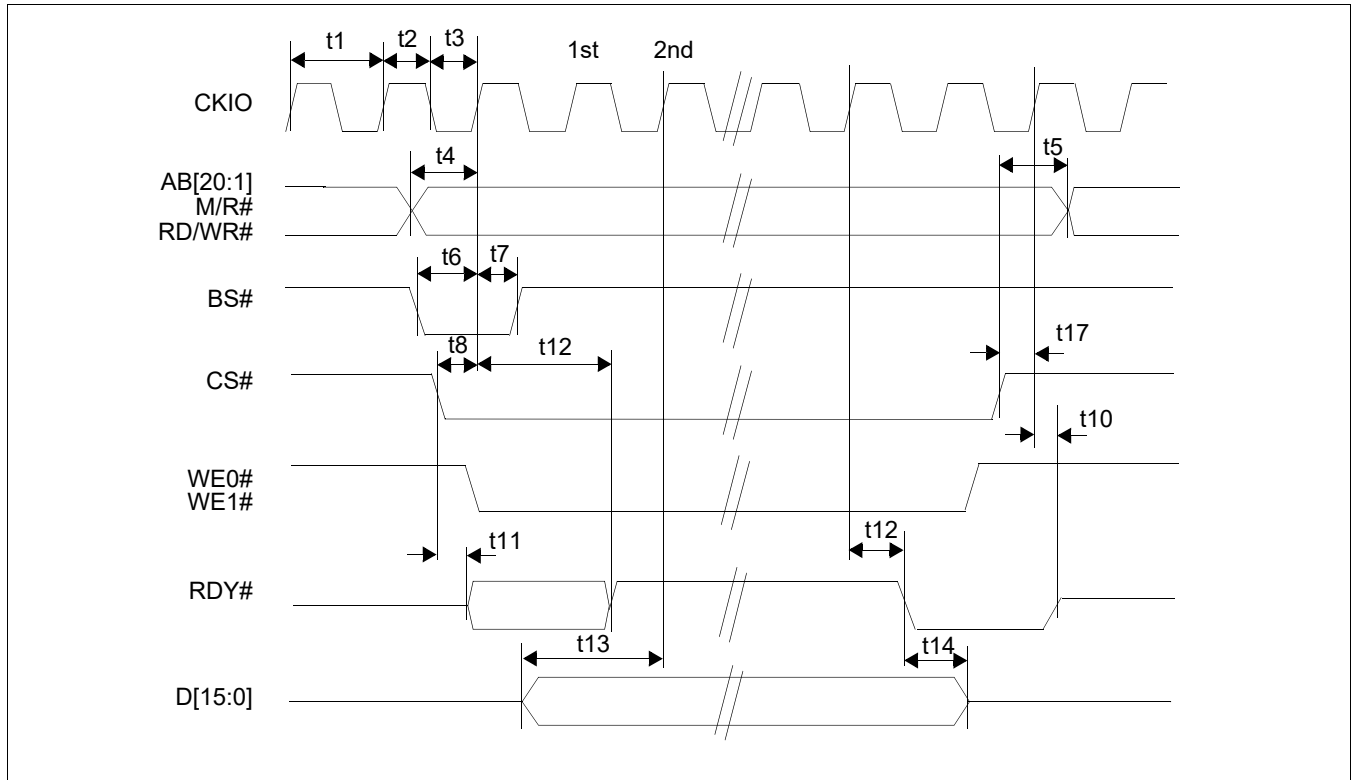 t1 t2 t3 1st 2nd
CKIO
t4 t5
AB[20:1]
M/R#
RD/WR#
t6 t7
BS#
t8 t12 t17
CS#
t10
WE0#
WE1#
t11 t12
RDY#
t13 t14
D[15:0]